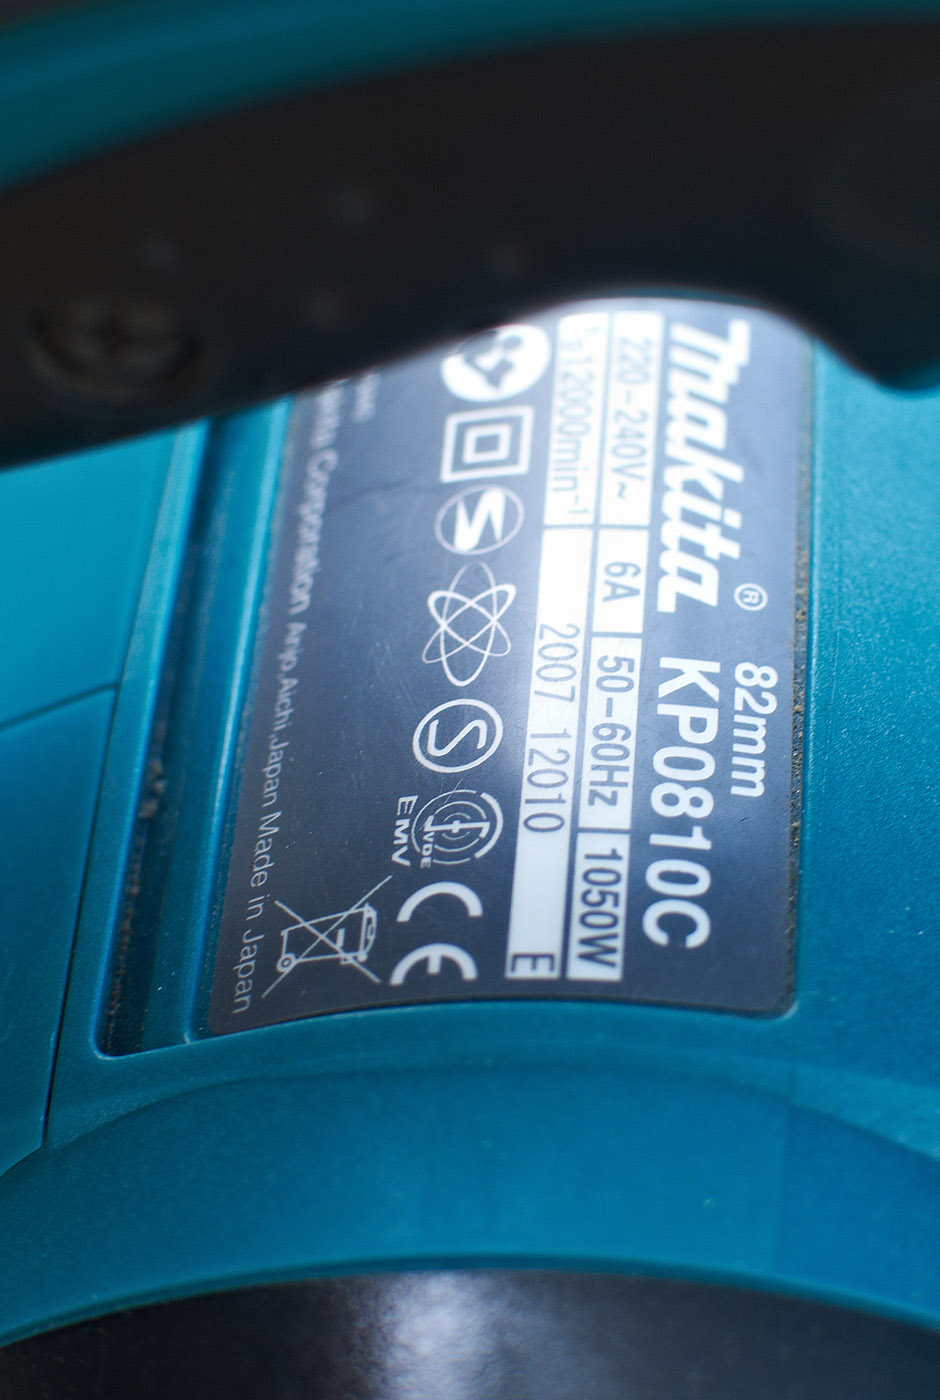 82mm
Makita® KP0810C
220-240V~ 6A 50-60Hz 1050W
12000min⁻¹ 2007 12010 E
EMV VDE CE
Corporation Anjo, Aichi, Japan Made in Japan